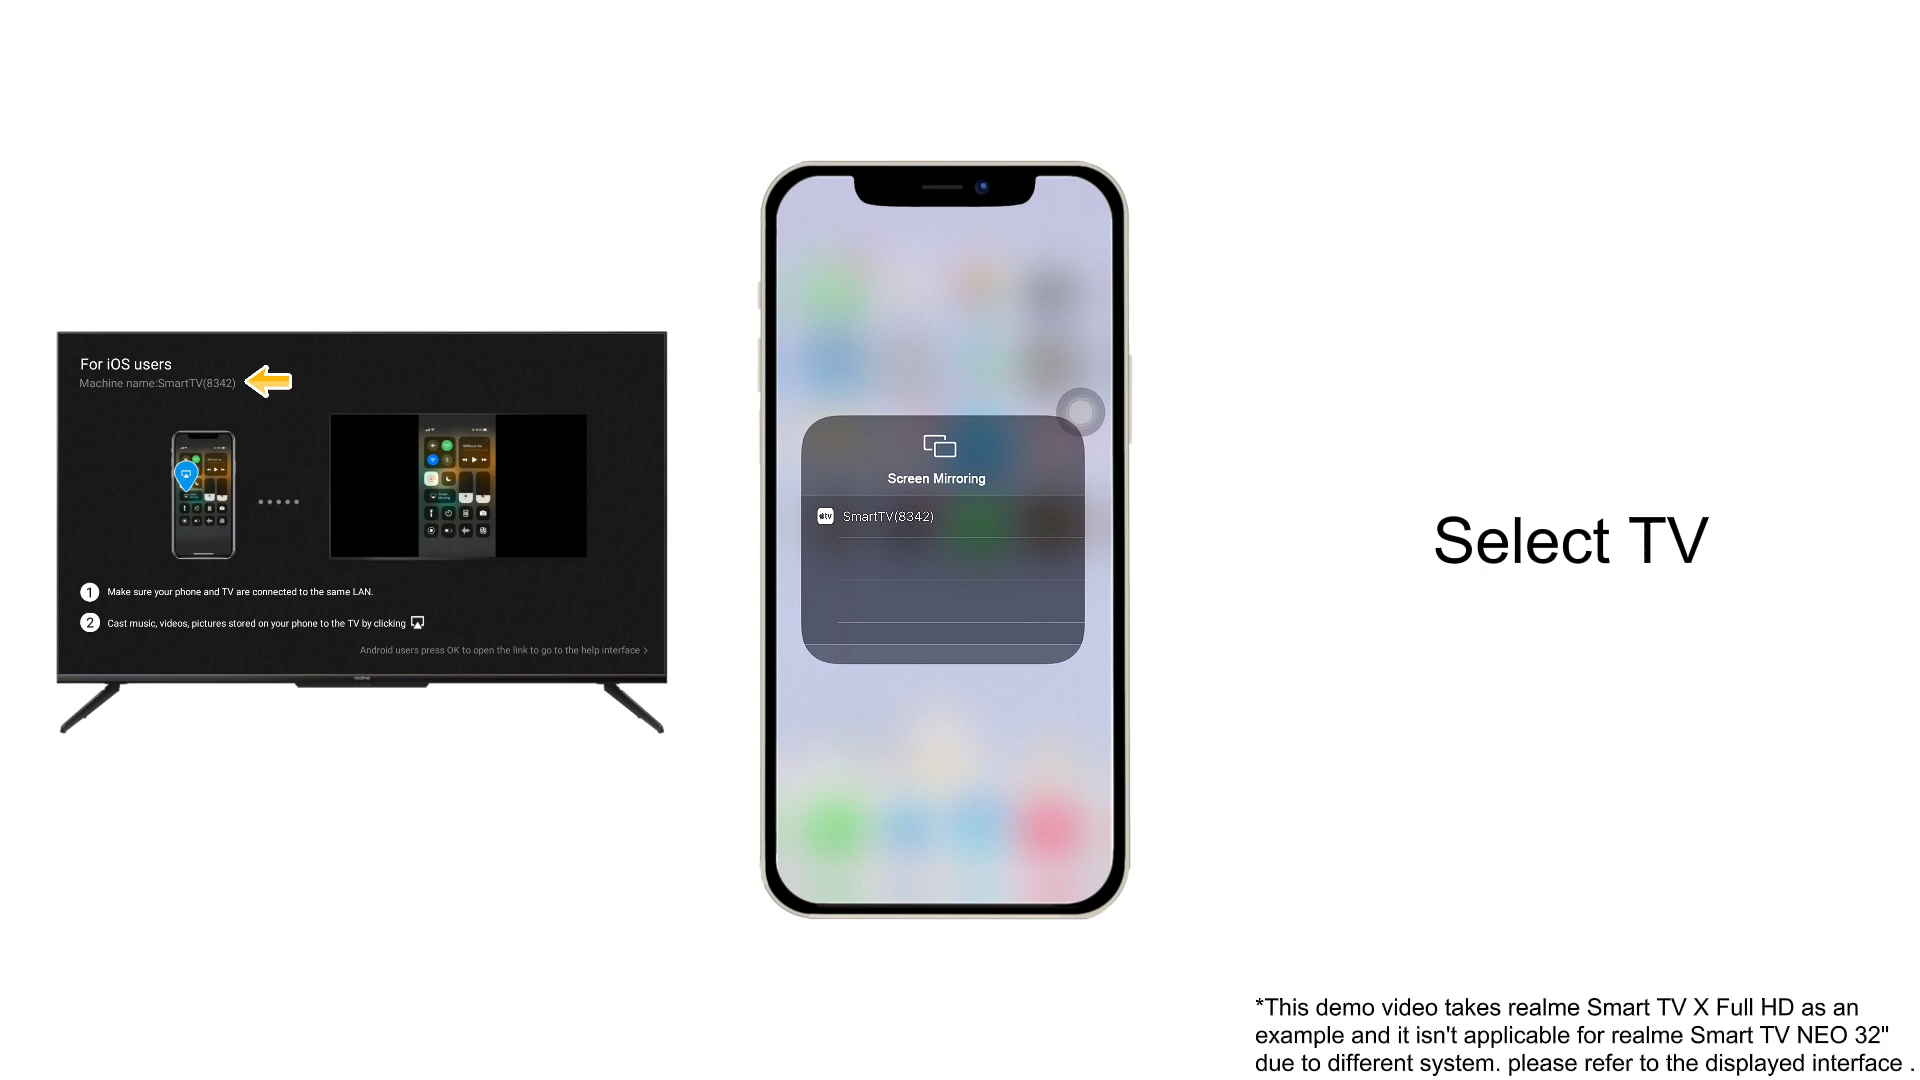 For iOS users
Machine name:SmartTV(8342)
1 Make sure your phone and TV are connected to the same LAN.
2 Cast music, videos, pictures stored on your phone to the TV by clicking
Android users press OK to open the link to go to the help interface >
realme
Screen Mirroring
tv SmartTV(8342)
Select TV
*This demo video takes realme Smart TV X Full HD as an
example and it isn't applicable for realme Smart TV NEO 32"
due to different system. please refer to the displayed interface .